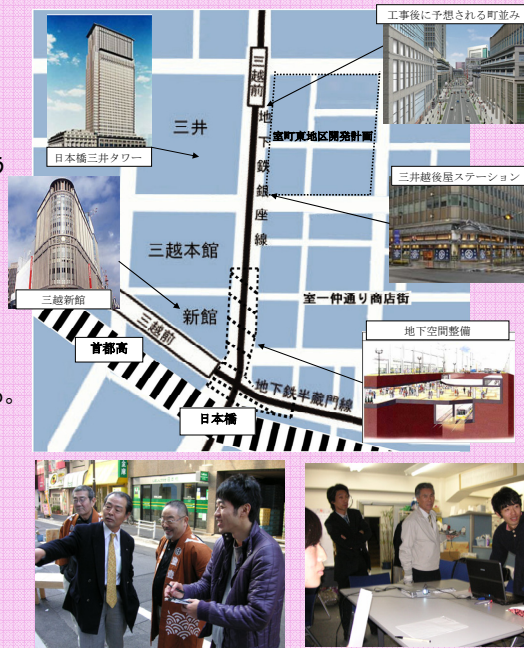 工事後に予想される町並み
三越前
地下鉄銀座線
三井
室町東地区開発計画
日本橋三井タワー
う
三井越後屋ステーション
三越本館
室一仲通り商店街
三越新館
新館
三越前
地下空間整備
首都高
る。
地下鉄半蔵門線
日本橋